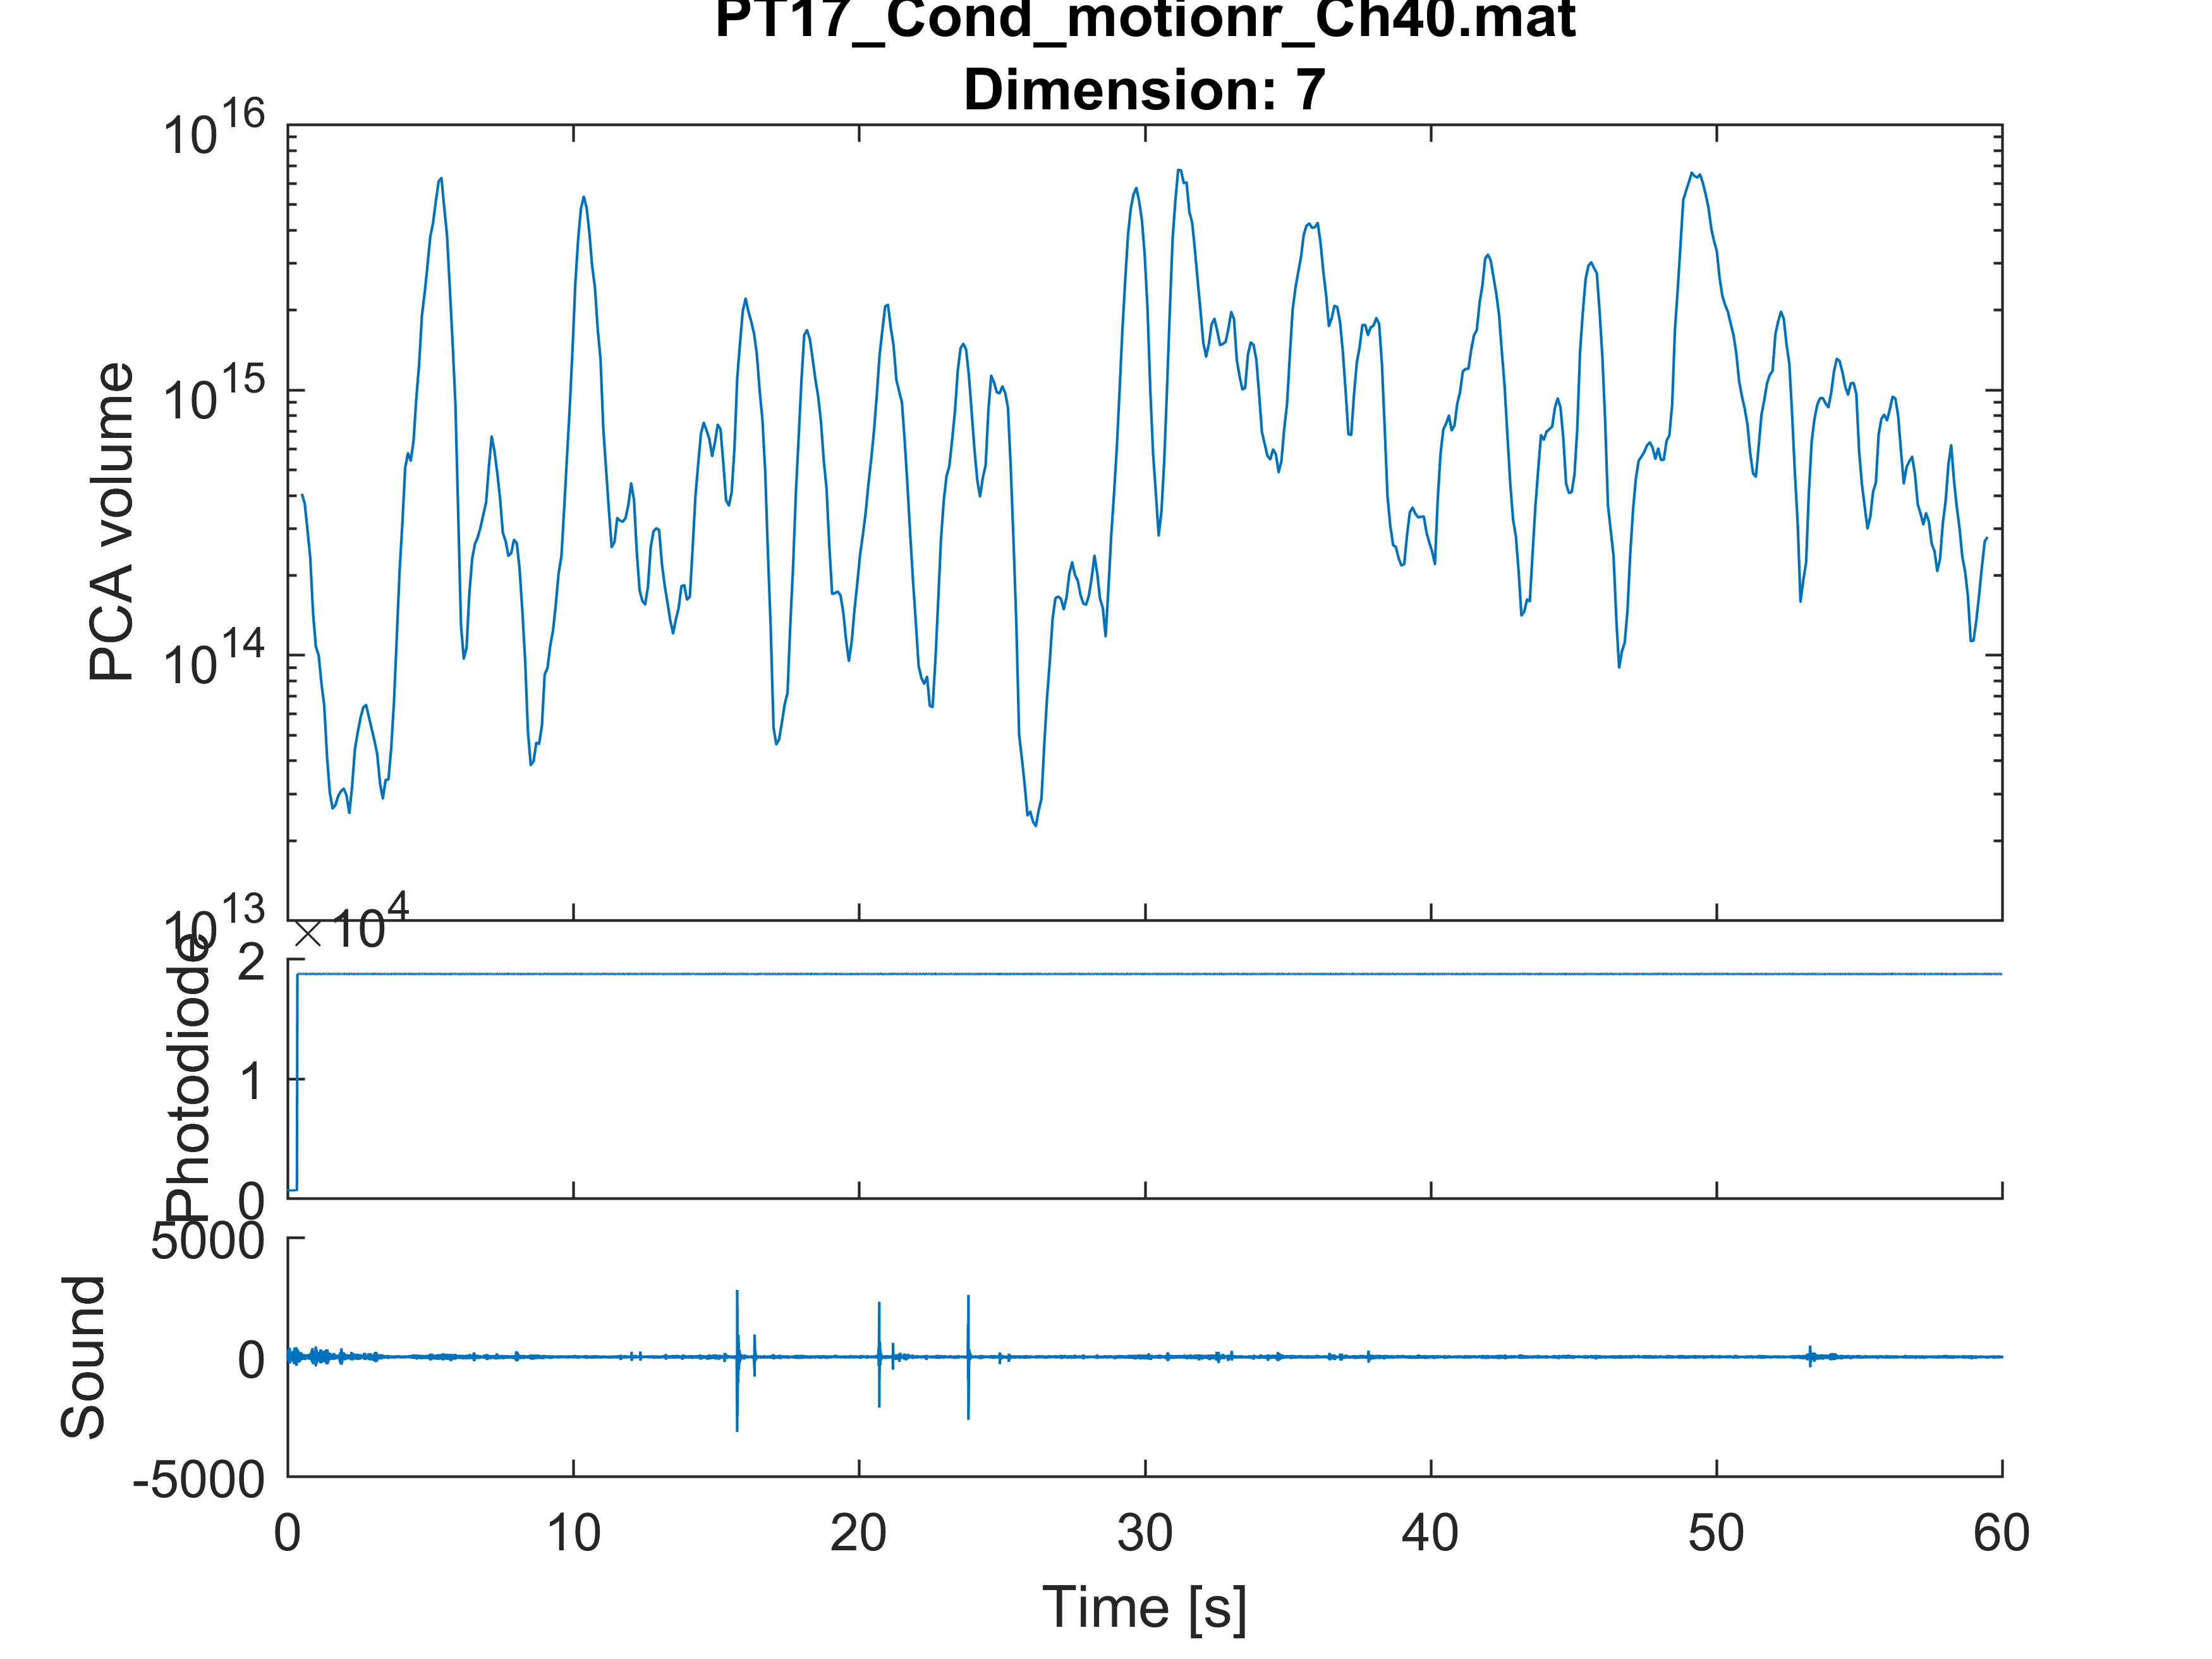 PT17_Cond_motionr_Ch40.mat
Dimension: 7
10^16
10^15
10^14
10^13
PCA volume
× 10^4
2
1
0
Photodiode
5000
0
-5000
Sound
0 10 20 30 40 50 60
Time [s]